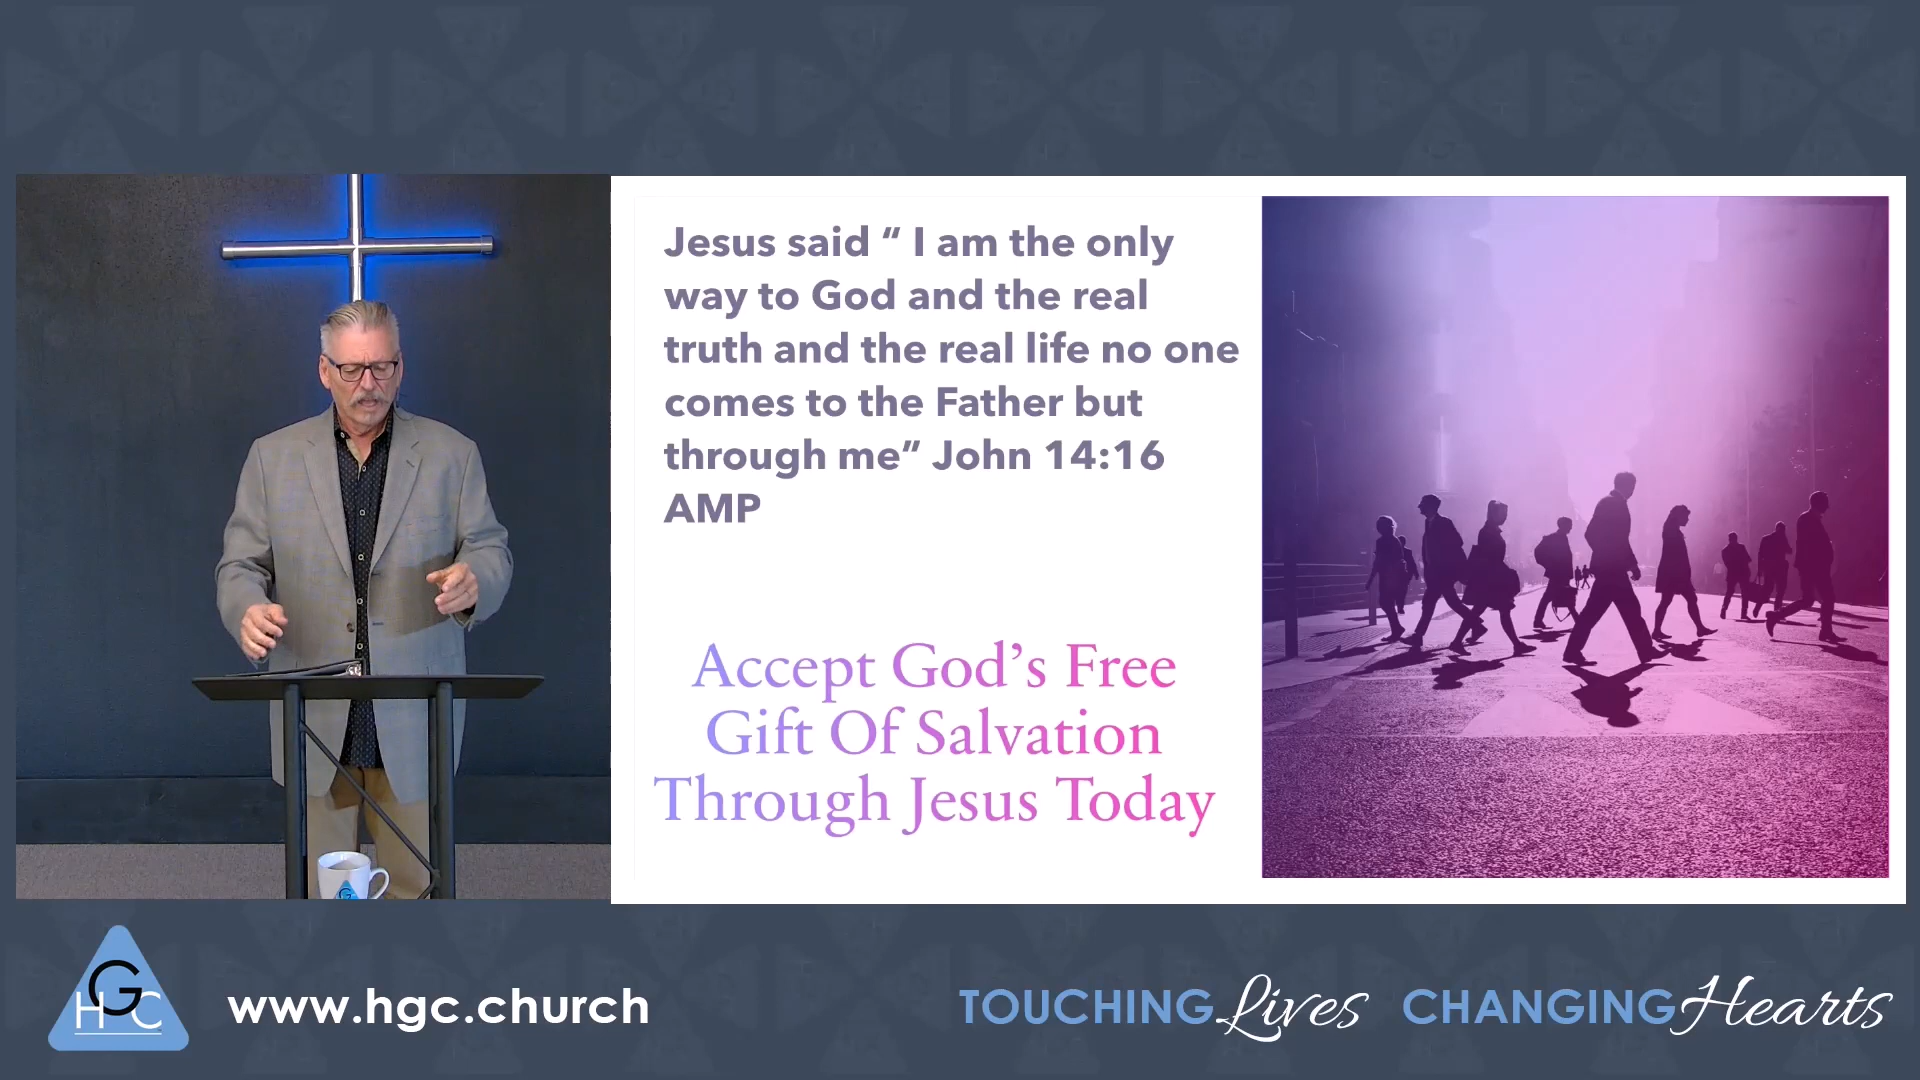 Jesus said “ I am the only
way to God and the real
truth and the real life no one
comes to the Father but
through me” John 14:16
AMP
Accept God’s Free
Gift Of Salvation
Through Jesus Today
HGC
www.hgc.church
TOUCHING Lives CHANGING Hearts